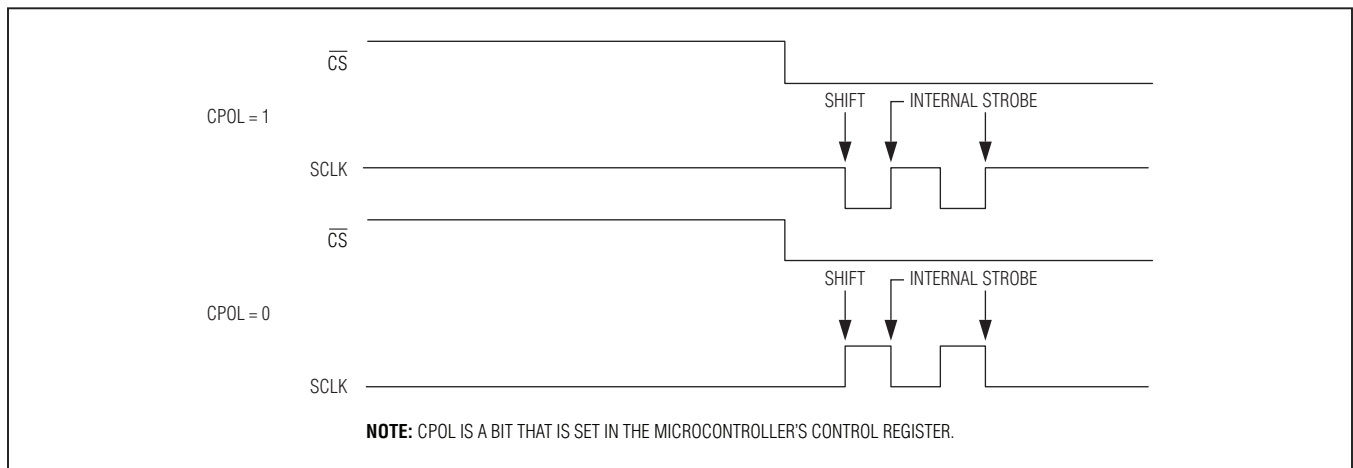 CS
SHIFT
INTERNAL STROBE
CPOL = 1
SCLK
CS
SHIFT
INTERNAL STROBE
CPOL = 0
SCLK
NOTE: CPOL IS A BIT THAT IS SET IN THE MICROCONTROLLER'S CONTROL REGISTER.